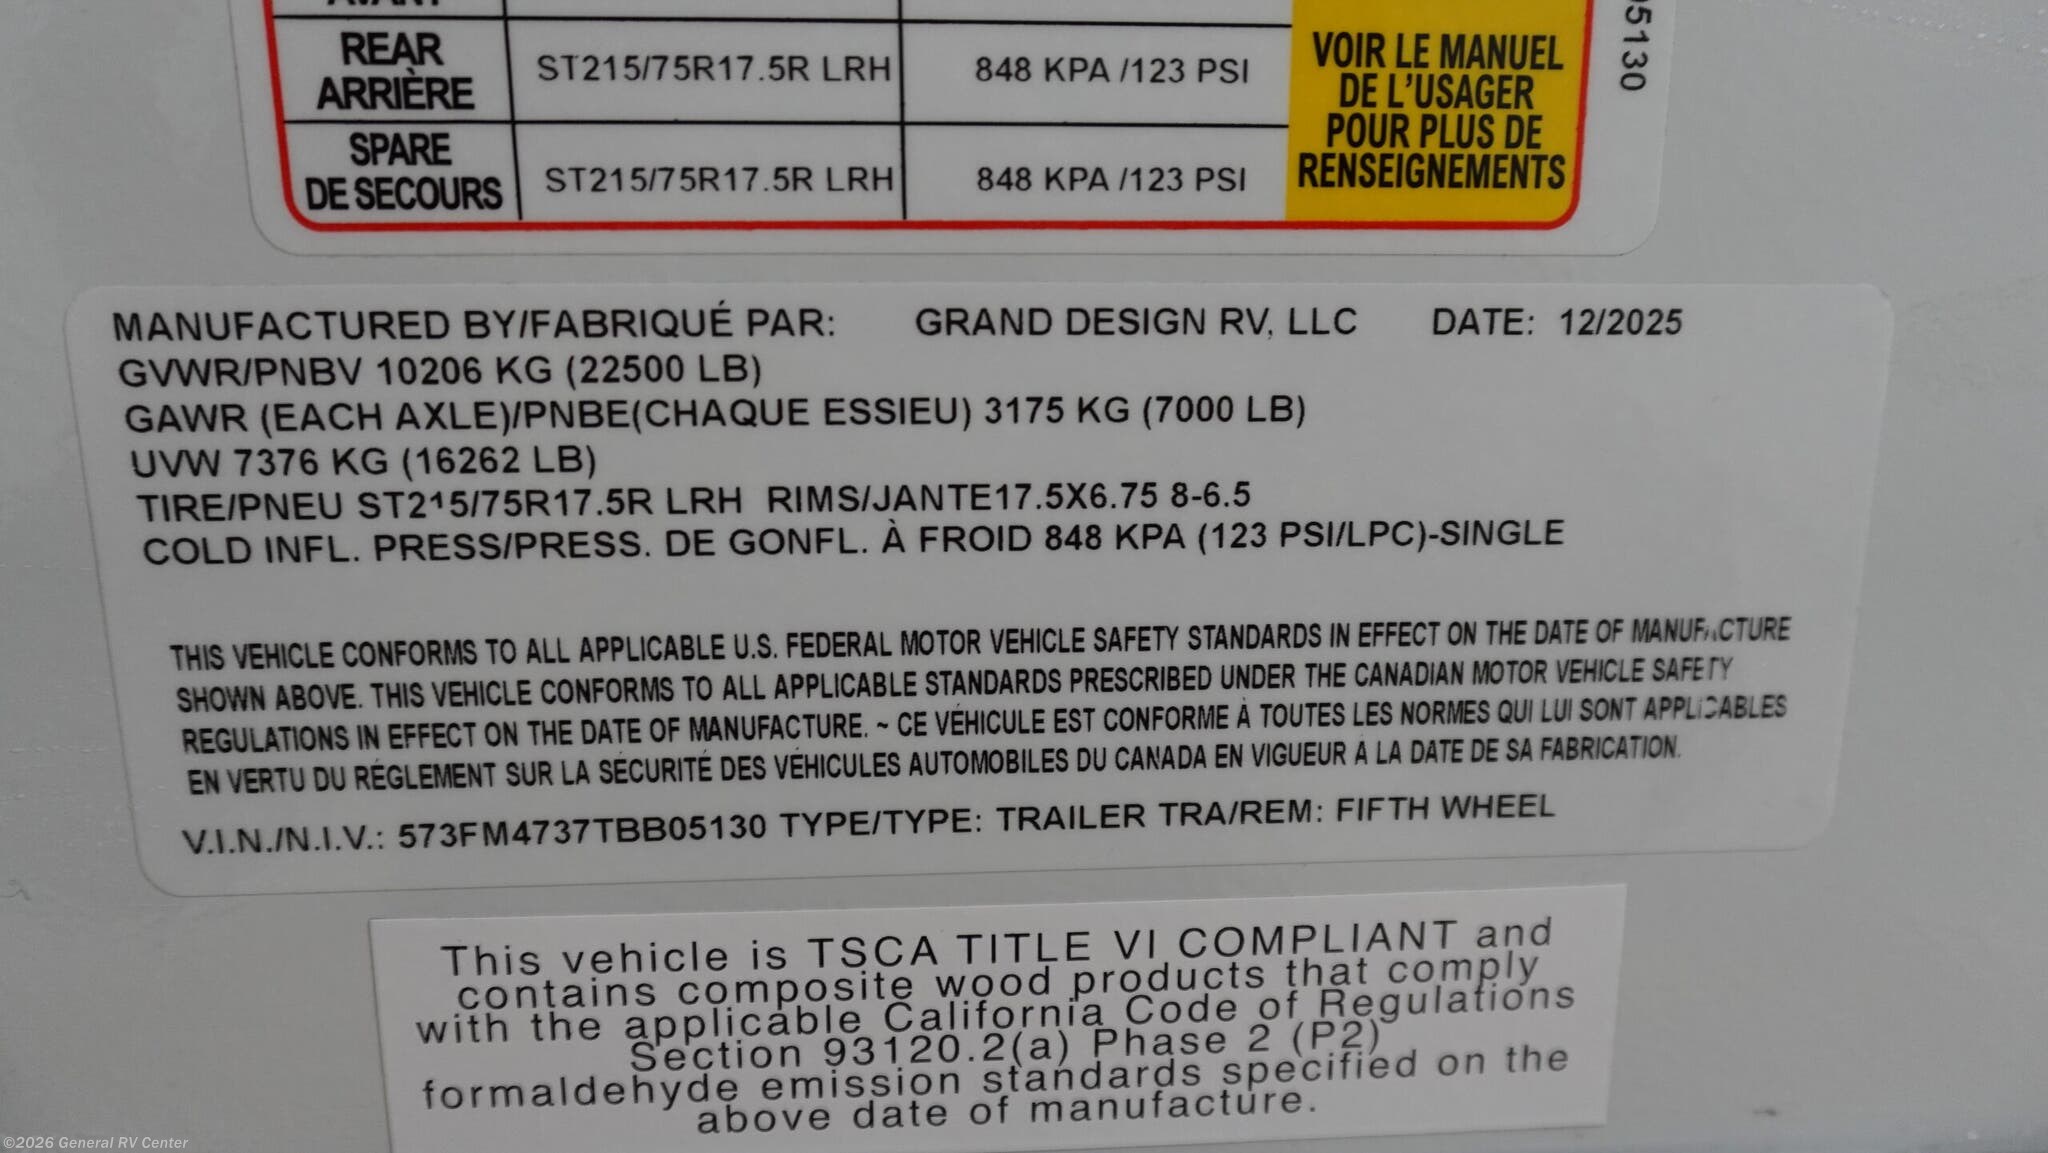 AVANT
REAR
ARRIÈRE
ST215/75R17.5R LRH
848 KPA /123 PSI
SPARE
DE SECOURS
ST215/75R17.5R LRH
848 KPA /123 PSI
VOIR LE MANUEL
DE L'USAGER
POUR PLUS DE
RENSEIGNEMENTS
05130
MANUFACTURED BY/FABRIQUÉ PAR: GRAND DESIGN RV, LLC DATE: 12/2025
GVWR/PNBV 10206 KG (22500 LB)
GAWR (EACH AXLE)/PNBE(CHAQUE ESSIEU) 3175 KG (7000 LB)
UVW 7376 KG (16262 LB)
TIRE/PNEU ST215/75R17.5R LRH RIMS/JANTE17.5X6.75 8-6.5
COLD INFL. PRESS/PRESS. DE GONFL. À FROID 848 KPA (123 PSI/LPC)-SINGLE
THIS VEHICLE CONFORMS TO ALL APPLICABLE U.S. FEDERAL MOTOR VEHICLE SAFETY STANDARDS IN EFFECT ON THE DATE OF MANUFACTURE
SHOWN ABOVE. THIS VEHICLE CONFORMS TO ALL APPLICABLE STANDARDS PRESCRIBED UNDER THE CANADIAN MOTOR VEHICLE SAFETY
REGULATIONS IN EFFECT ON THE DATE OF MANUFACTURE. ~ CE VÉHICULE EST CONFORME À TOUTES LES NORMES QUI LUI SONT APPLICABLES
EN VERTU DU RÉGLEMENT SUR LA SÉCURITÉ DES VÉHICULES AUTOMOBILES DU CANADA EN VIGUEUR À LA DATE DE SA FABRICATION.
V.I.N./N.I.V.: 573FM4737TBB05130 TYPE/TYPE: TRAILER TRA/REM: FIFTH WHEEL
This vehicle is TSCA TITLE VI COMPLIANT and
contains composite wood products that comply
with the applicable California Code of Regulations
Section 93120.2(a) Phase 2 (P2)
formaldehyde emission standards specified on the
above date of manufacture.
©2026 General RV Center